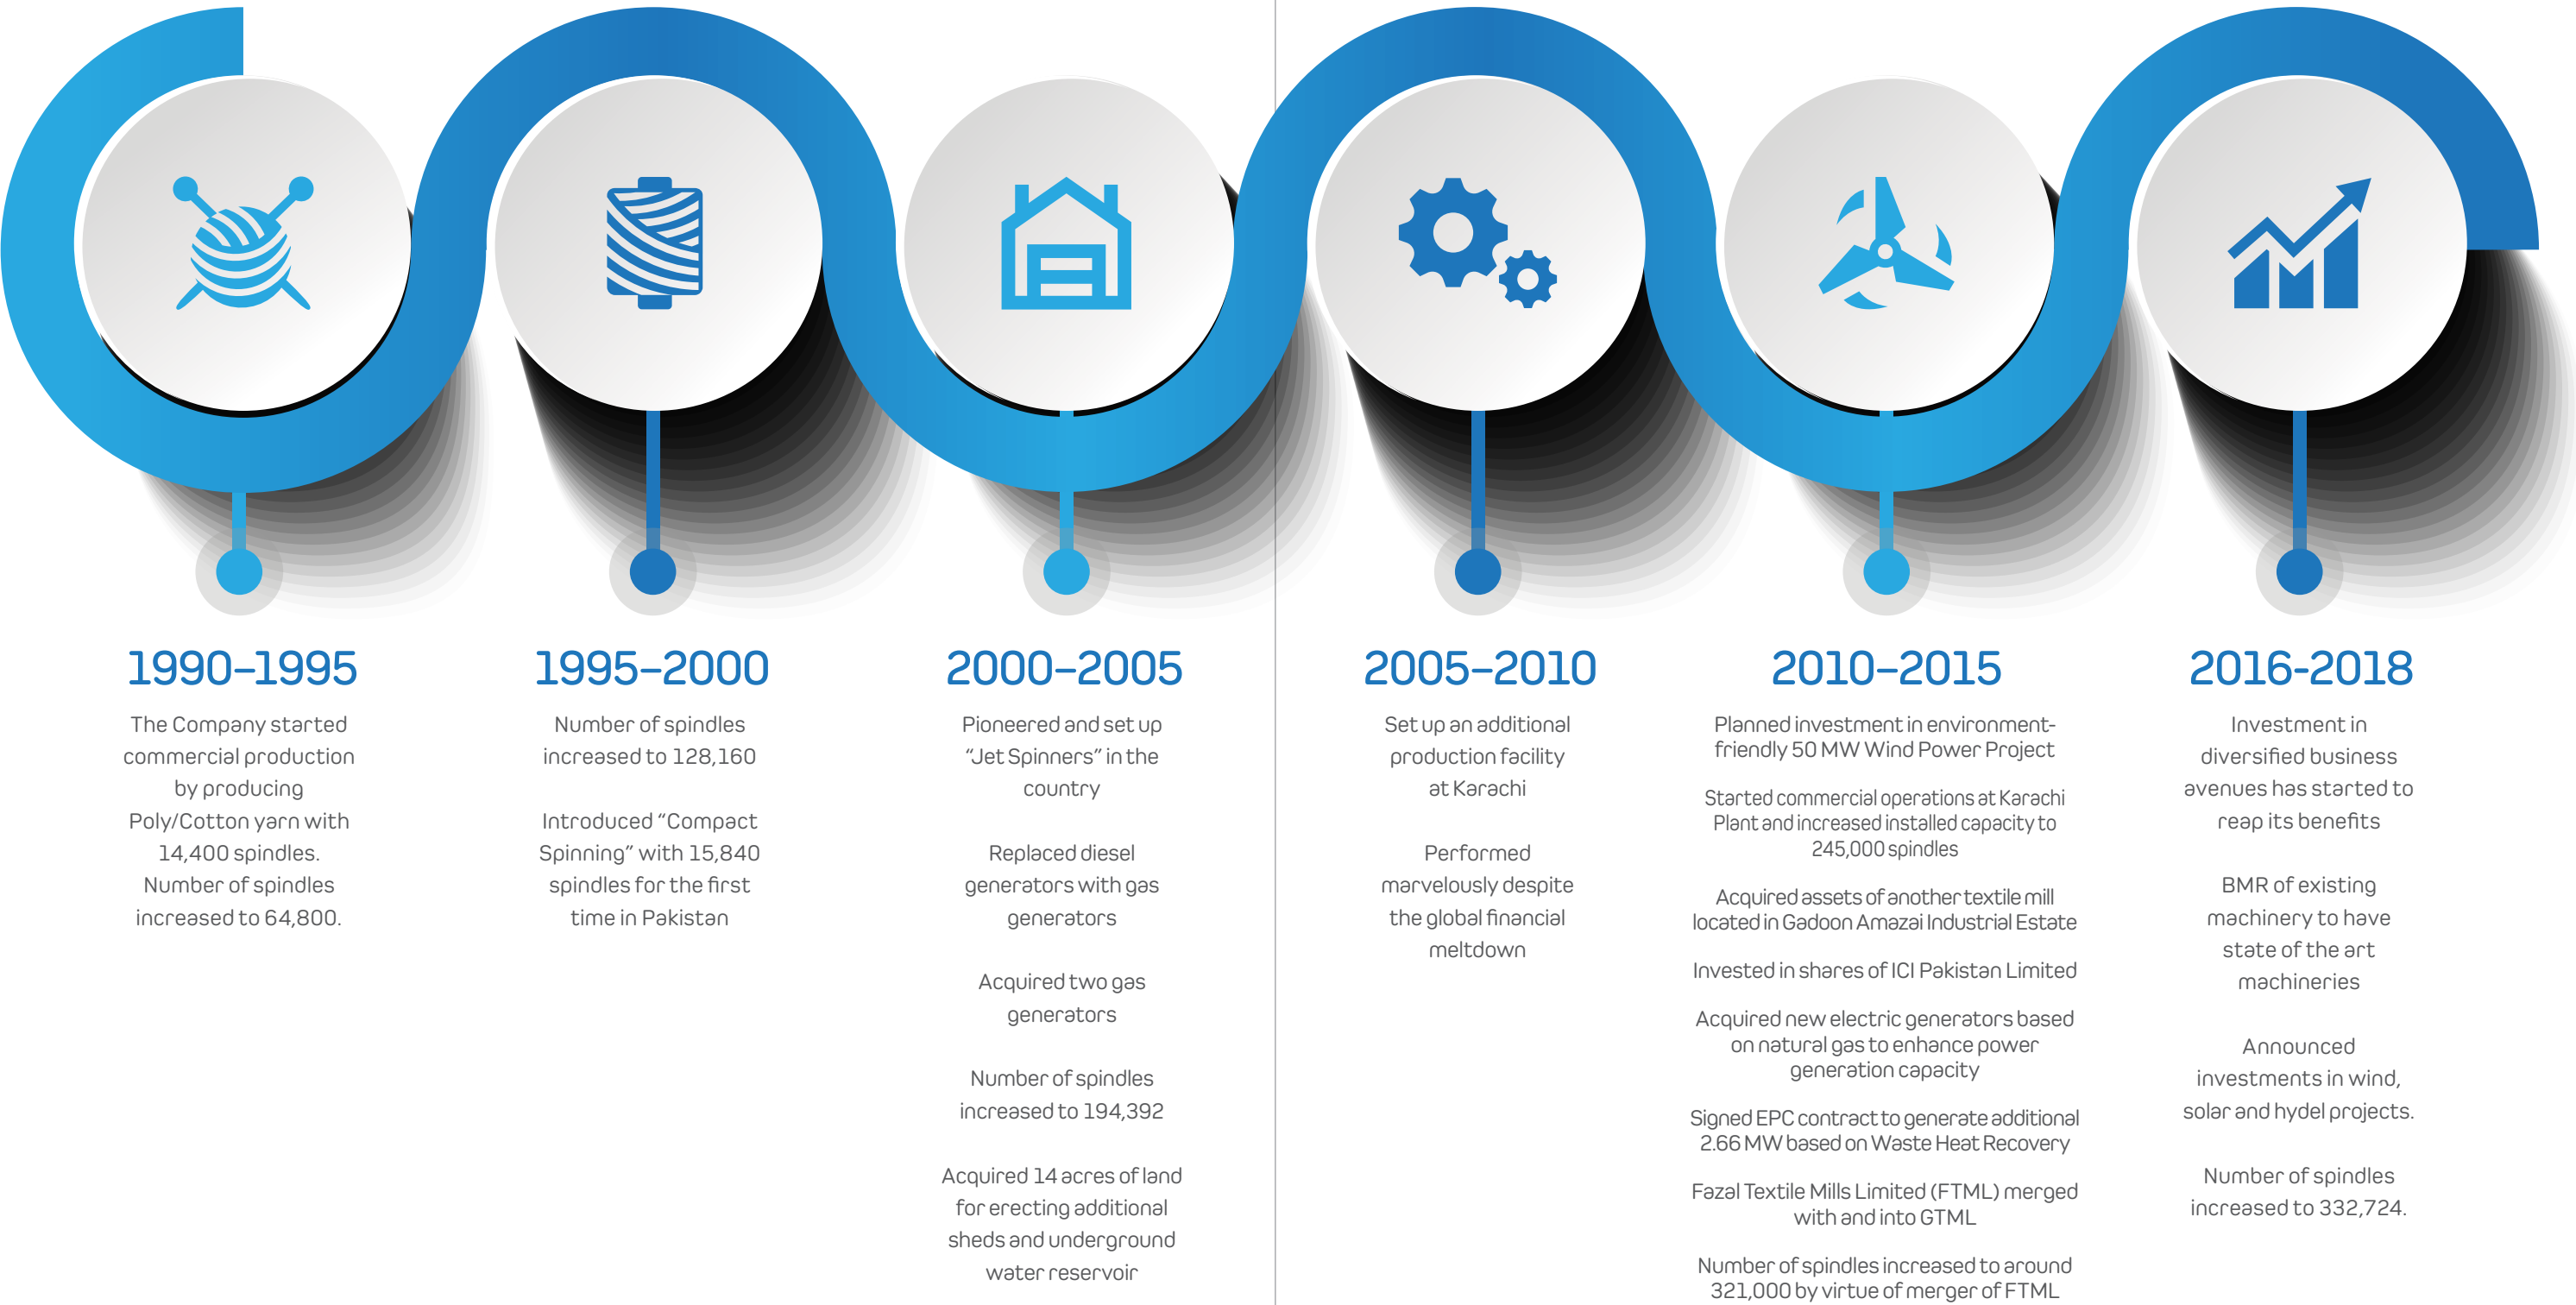 1990–1995
The Company started
commercial production
by producing
Poly/Cotton yarn with
14,400 spindles.
Number of spindles
increased to 64,800.
1995–2000
Number of spindles
increased to 128,160
Introduced “Compact
Spinning” with 15,840
spindles for the first
time in Pakistan
2000–2005
Pioneered and set up
“Jet Spinners” in the
country
Replaced diesel
generators with gas
generators
Acquired two gas
generators
Number of spindles
increased to 194,392
Acquired 14 acres of land
for erecting additional
sheds and underground
water reservoir
2005–2010
Set up an additional
production facility
at Karachi
Performed
marvelously despite
the global financial
meltdown
2010–2015
Planned investment in environment-
friendly 50 MW Wind Power Project
Started commercial operations at Karachi
Plant and increased installed capacity to
245,000 spindles
Acquired assets of another textile mill
located in Gadoon Amazai Industrial Estate
Invested in shares of ICI Pakistan Limited
Acquired new electric generators based
on natural gas to enhance power
generation capacity
Signed EPC contract to generate additional
2.66 MW based on Waste Heat Recovery
Fazal Textile Mills Limited (FTML) merged
with and into GTML
Number of spindles increased to around
321,000 by virtue of merger of FTML
2016-2018
Investment in
diversified business
avenues has started to
reap its benefits
BMR of existing
machinery to have
state of the art
machineries
Announced
investments in wind,
solar and hydel projects.
Number of spindles
increased to 332,724.